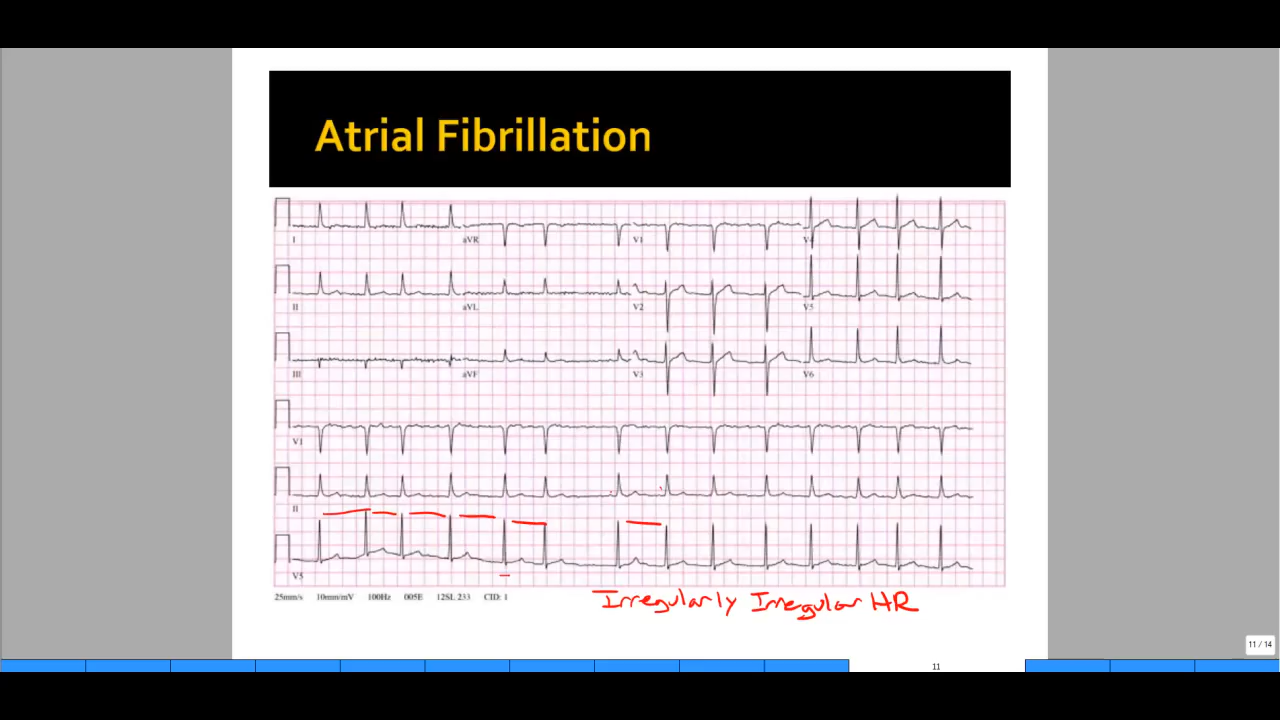 Atrial Fibrillation
I aVR V1 V4
II aVL V2 V5
III aVF V3 V6
V1
II
V5
25mm/s 10mm/mV 100Hz 005E 12SL 233 CID: 1
Irregularly Irregular HR
11 / 14
11